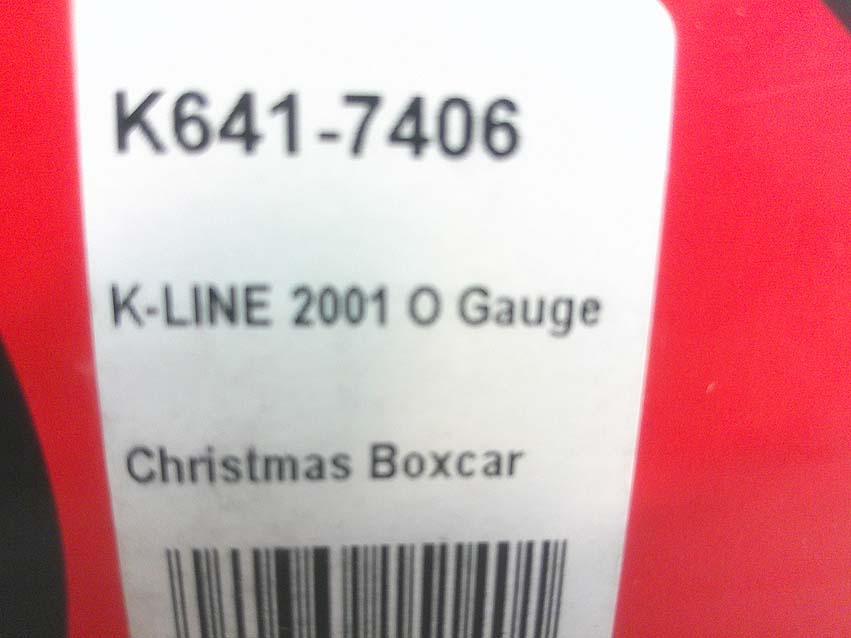 K641-7406
K-LINE 2001 O Gauge
Christmas Boxcar